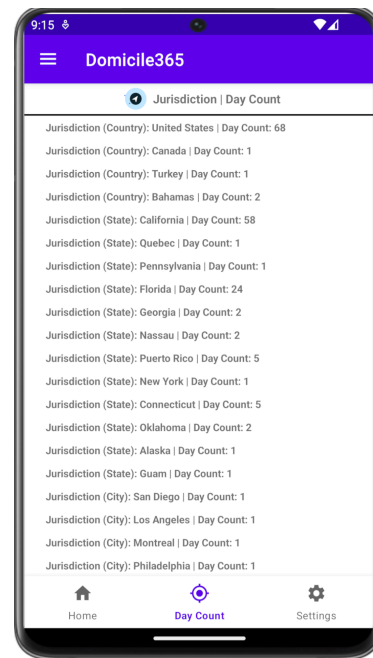 9:15
Domicile365
Jurisdiction | Day Count
Jurisdiction (Country): United States | Day Count: 68
Jurisdiction (Country): Canada | Day Count: 1
Jurisdiction (Country): Turkey | Day Count: 1
Jurisdiction (Country): Bahamas | Day Count: 2
Jurisdiction (State): California | Day Count: 58
Jurisdiction (State): Quebec | Day Count: 1
Jurisdiction (State): Pennsylvania | Day Count: 1
Jurisdiction (State): Florida | Day Count: 24
Jurisdiction (State): Georgia | Day Count: 2
Jurisdiction (State): Nassau | Day Count: 2
Jurisdiction (State): Puerto Rico | Day Count: 5
Jurisdiction (State): New York | Day Count: 1
Jurisdiction (State): Connecticut | Day Count: 5
Jurisdiction (State): Oklahoma | Day Count: 2
Jurisdiction (State): Alaska | Day Count: 1
Jurisdiction (State): Guam | Day Count: 1
Jurisdiction (City): San Diego | Day Count: 1
Jurisdiction (City): Los Angeles | Day Count: 1
Jurisdiction (City): Montreal | Day Count: 1
Jurisdiction (City): Philadelphia | Day Count: 1
Home
Day Count
Settings